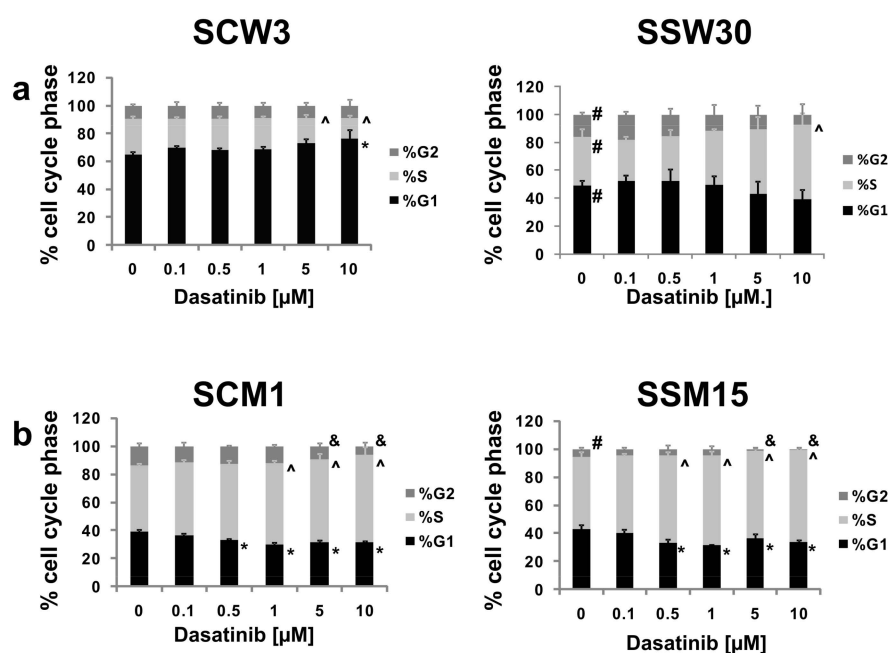 SCW3
SSW30
a
% cell cycle phase
120
100
80
60
40
20
0
^
^
*
%G2
%S
%G1
0 0.1 0.5 1 5 10
Dasatinib [µM]
% cell cycle phase
120
100
80
60
40
20
0
#
#
#
^
%G2
%S
%G1
0 0.1 0.5 1 5 10
Dasatinib [µM.]
SCM1
SSM15
b
% cell cycle phase
120
100
80
60
40
20
0
& &
^ ^ ^
* * * *
%G2
%S
%G1
0 0.1 0.5 1 5 10
Dasatinib [µM]
% cell cycle phase
120
100
80
60
40
20
0
# & &
^ ^ ^ ^
* * * *
%G2
%S
%G1
0 0.1 0.5 1 5 10
Dasatinib [µM]